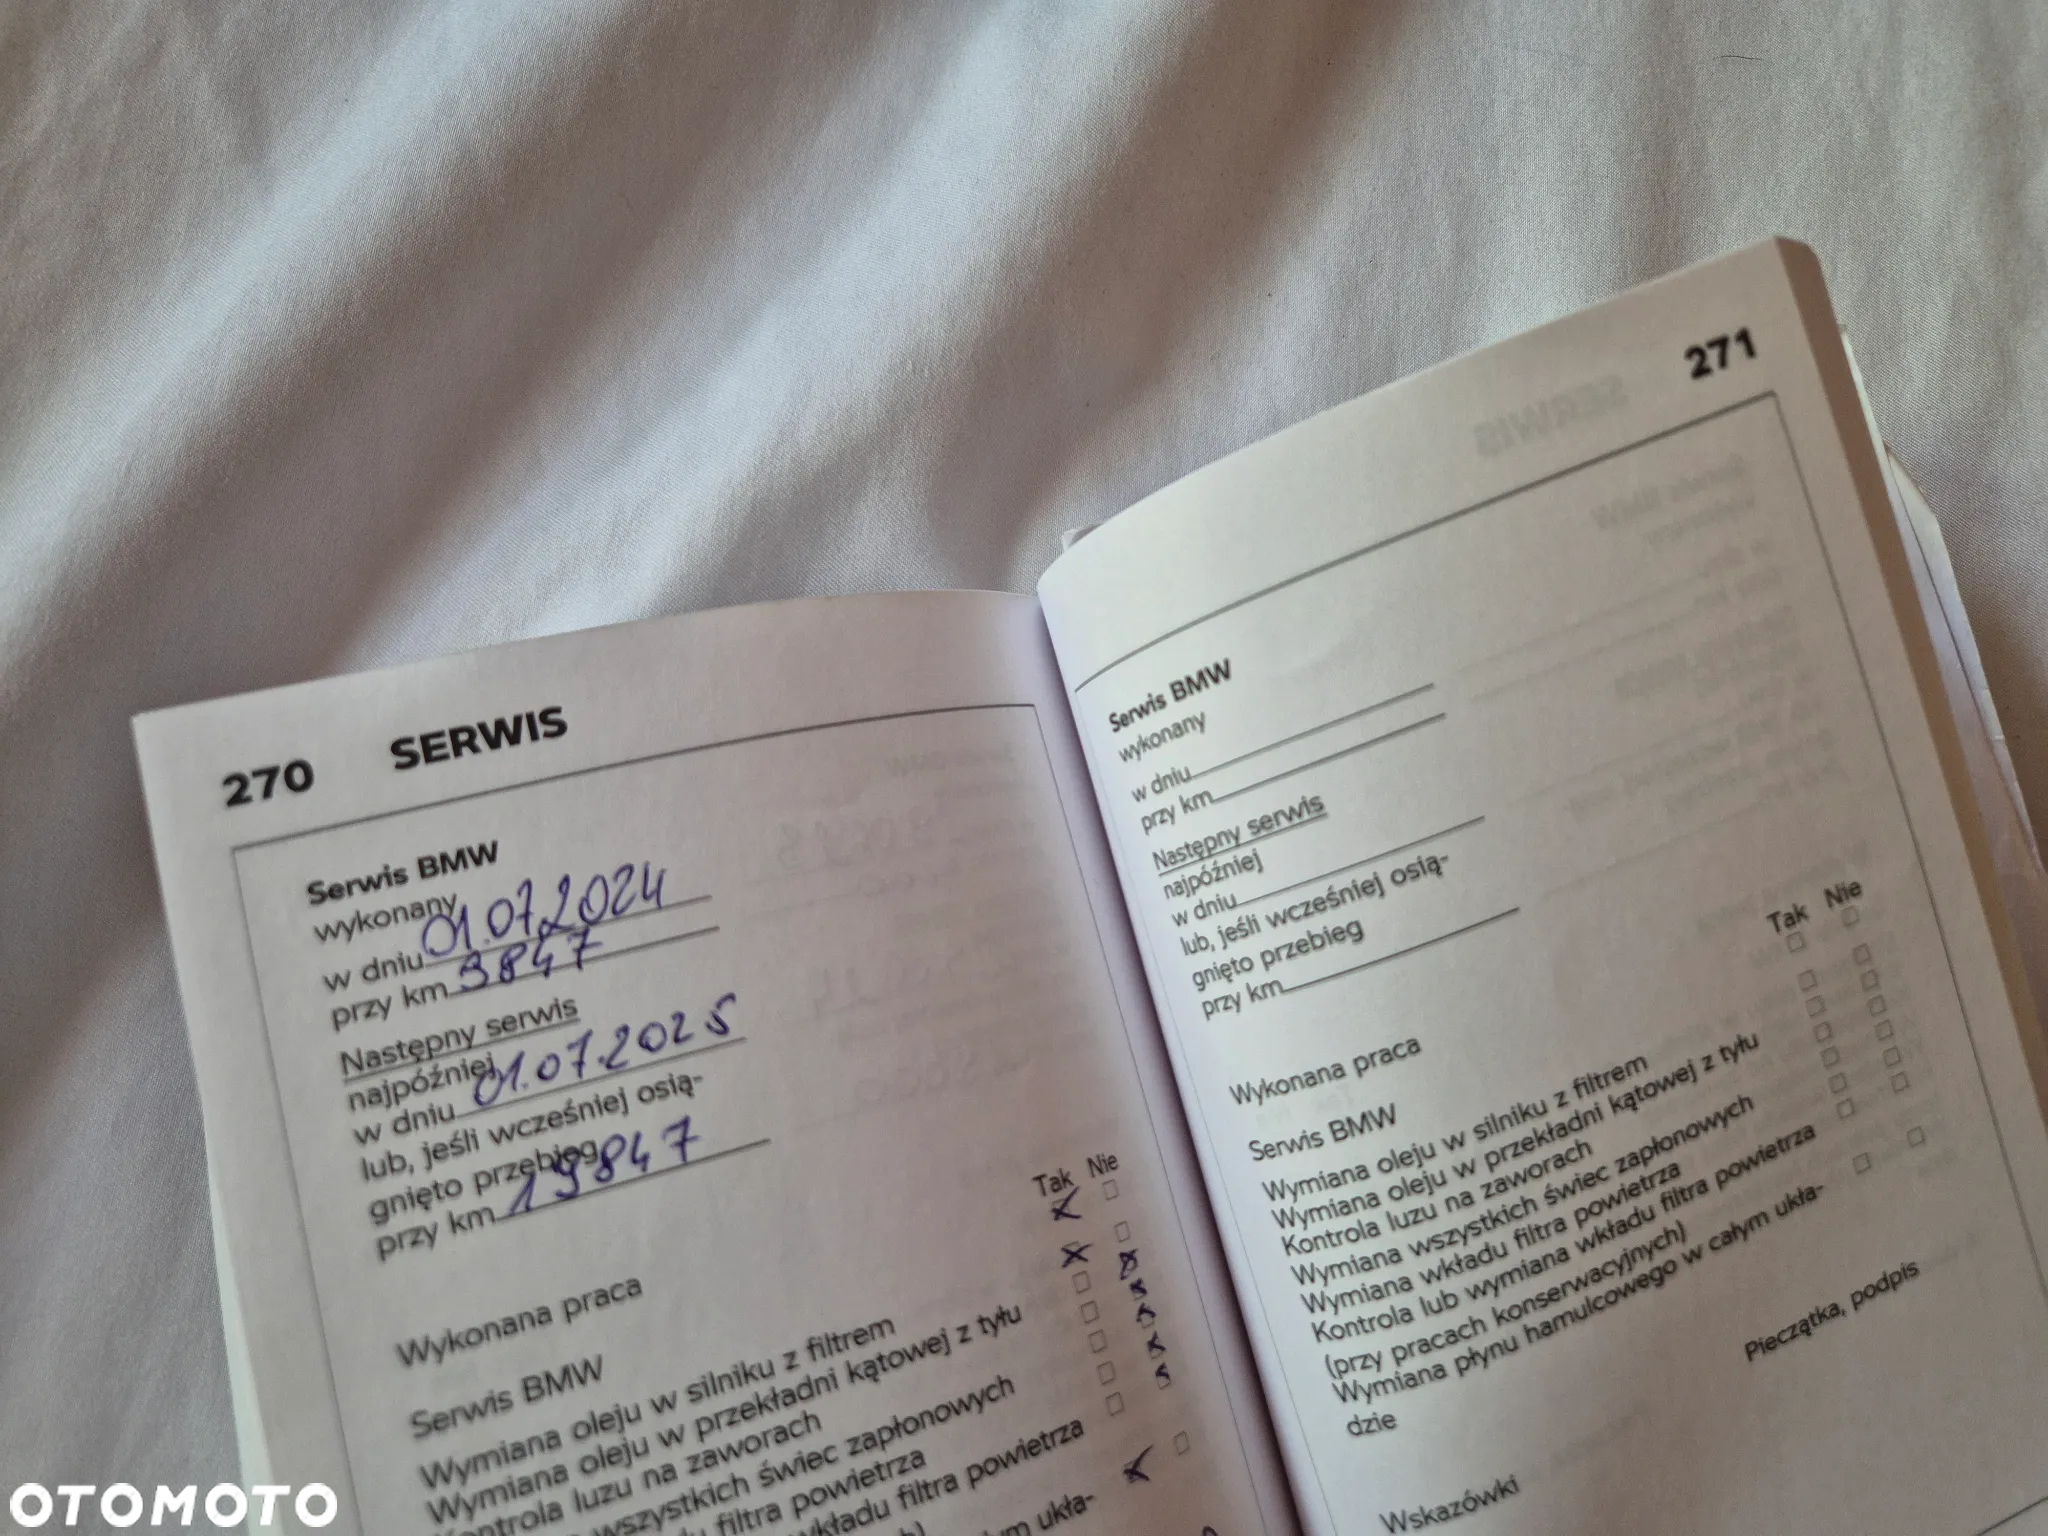 270 SERWIS
Serwis BMW
wykonany
w dniu 01.07.2024
przy km 9847
Następny serwis
najpóźniej
w dniu 01.07.2025
lub, jeśli wcześniej osią-
gnięto przebieg
przy km 19847
Tak Nie
Wykonana praca
Serwis BMW
Wymiana oleju w silniku z filtrem
Wymiana oleju w przekładni kątowej z tyłu
Kontrola luzu na zaworach
wszystkich świec zapłonowych
filtra powietrza
wkładu filtra powietrza
ukła-
271
Serwis BMW
wykonany
w dniu
przy km
Następny serwis
najpóźniej
w dniu
lub, jeśli wcześniej osią-
gnięto przebieg
przy km
Tak Nie
Wykonana praca
Serwis BMW
Wymiana oleju w silniku z filtrem
Wymiana oleju w przekładni kątowej z tyłu
Kontrola luzu na zaworach
Wymiana wszystkich świec zapłonowych
Wymiana wkładu filtra powietrza
Kontrola lub wymiana wkładu filtra powietrza
(przy pracach konserwacyjnych)
Wymiana płynu hamulcowego w całym ukła-
dzie
Pieczątka, podpis
Wskazówki
OTOMOTO